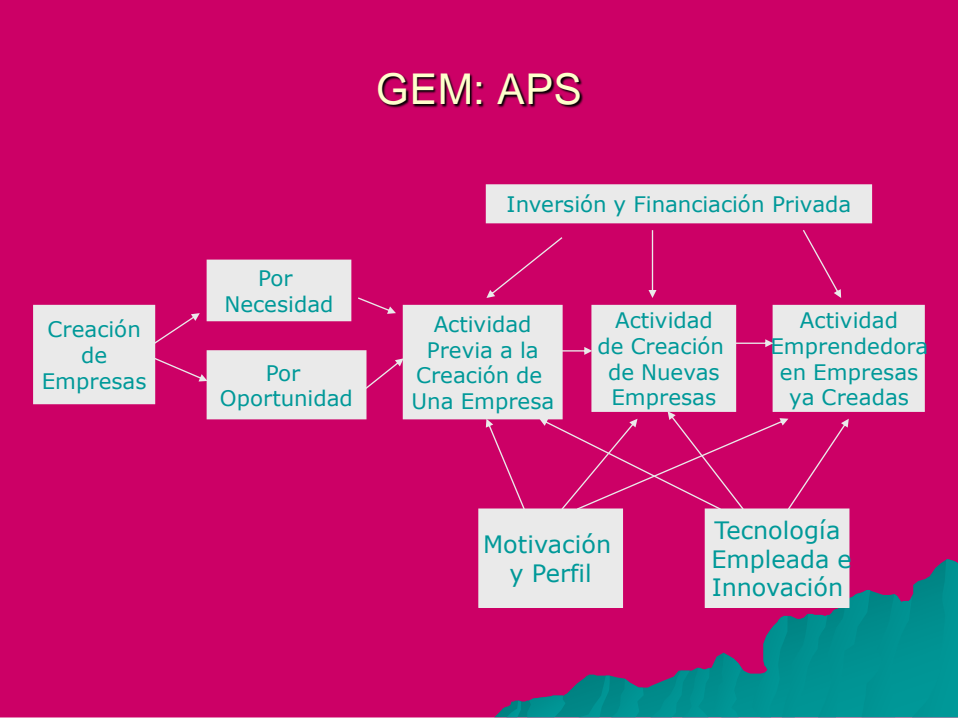 GEM: APS
Inversión y Financiación Privada
Por
Necesidad
Creación
de
Empresas
Por
Oportunidad
Actividad
Previa a la
Creación de
Una Empresa
Actividad
de Creación
de Nuevas
Empresas
Actividad
Emprendedora
en Empresas
ya Creadas
Motivación
y Perfil
Tecnología
Empleada e
Innovación